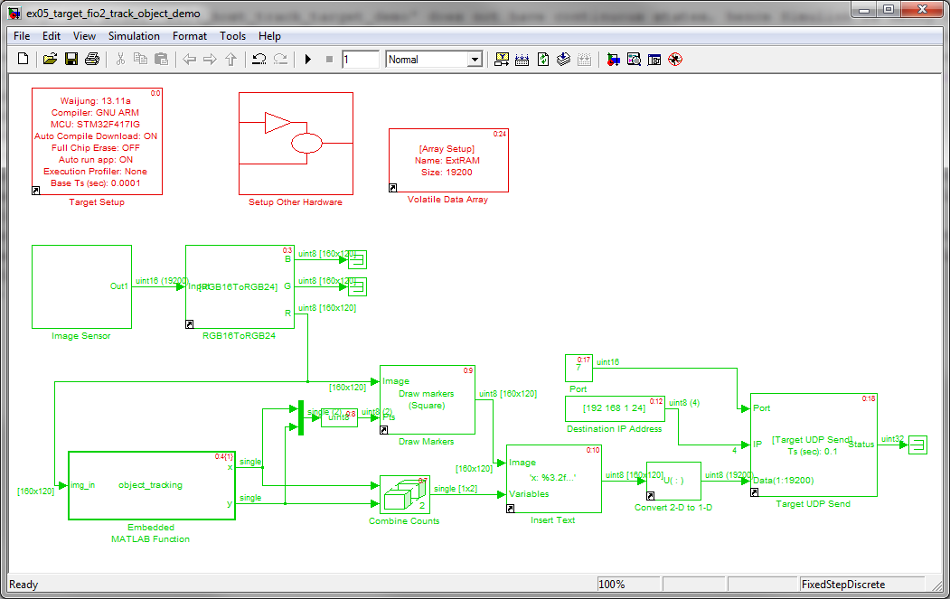 ex05_target_fio2_track_object_demo
File Edit View Simulation Format Tools Help
1 Normal
0:0
Waijung: 13.11a
Compiler: GNU ARM
MCU: STM32F417IG
Auto Compile Download: ON
Full Chip Erase: OFF
Auto run app: ON
Execution Profiler: None
Base Ts (sec): 0.0001
Target Setup
Setup Other Hardware
0:24
[Array Setup]
Name: ExtRAM
Size: 19200
Volatile Data Array
Out1
Image Sensor
uint16 (19200)
0:3
[RGB16ToRGB24]
B
G
R
RGB16ToRGB24
uint8 [160x120]
uint8 [160x120]
uint8 [160x120]
[160x120]
0:9
Image
Draw markers
(Square)
Pts
Draw Markers
uint8 [160x120]
single (2)
0:8
uint8
uint8 (2)
0:17
7
uint16
Port
0:12
[192 168 1 24]
uint8 (4)
Destination IP Address
0:18
Port
[Target UDP Send]
Ts (sec): 0.1
IP
Status
Data(1:19200)
4
uint32
Target UDP Send
[160x120]
0:4{1}
img_in
object_tracking
x
y
single
single
Embedded
MATLAB Function
0:7
2
Combine Counts
single [1x2]
[160x120]
0:10
Image
'x: %3.2f...'
Variables
Insert Text
uint8 [160x120]
U( : )
Convert 2-D to 1-D
uint8 (19200)
Ready 100% FixedStepDiscrete